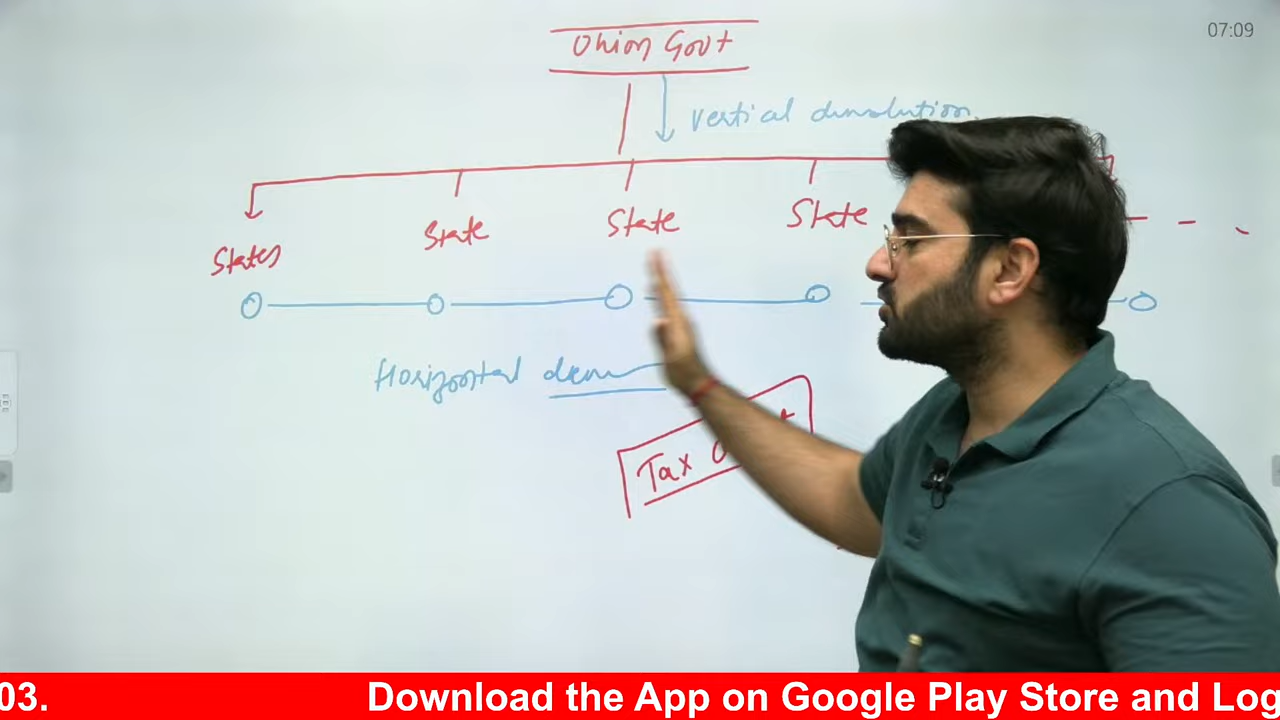 07:09
Union Govt
Vertical devolution
States State State State
Horizontal
Tax
03. Download the App on Google Play Store and Log